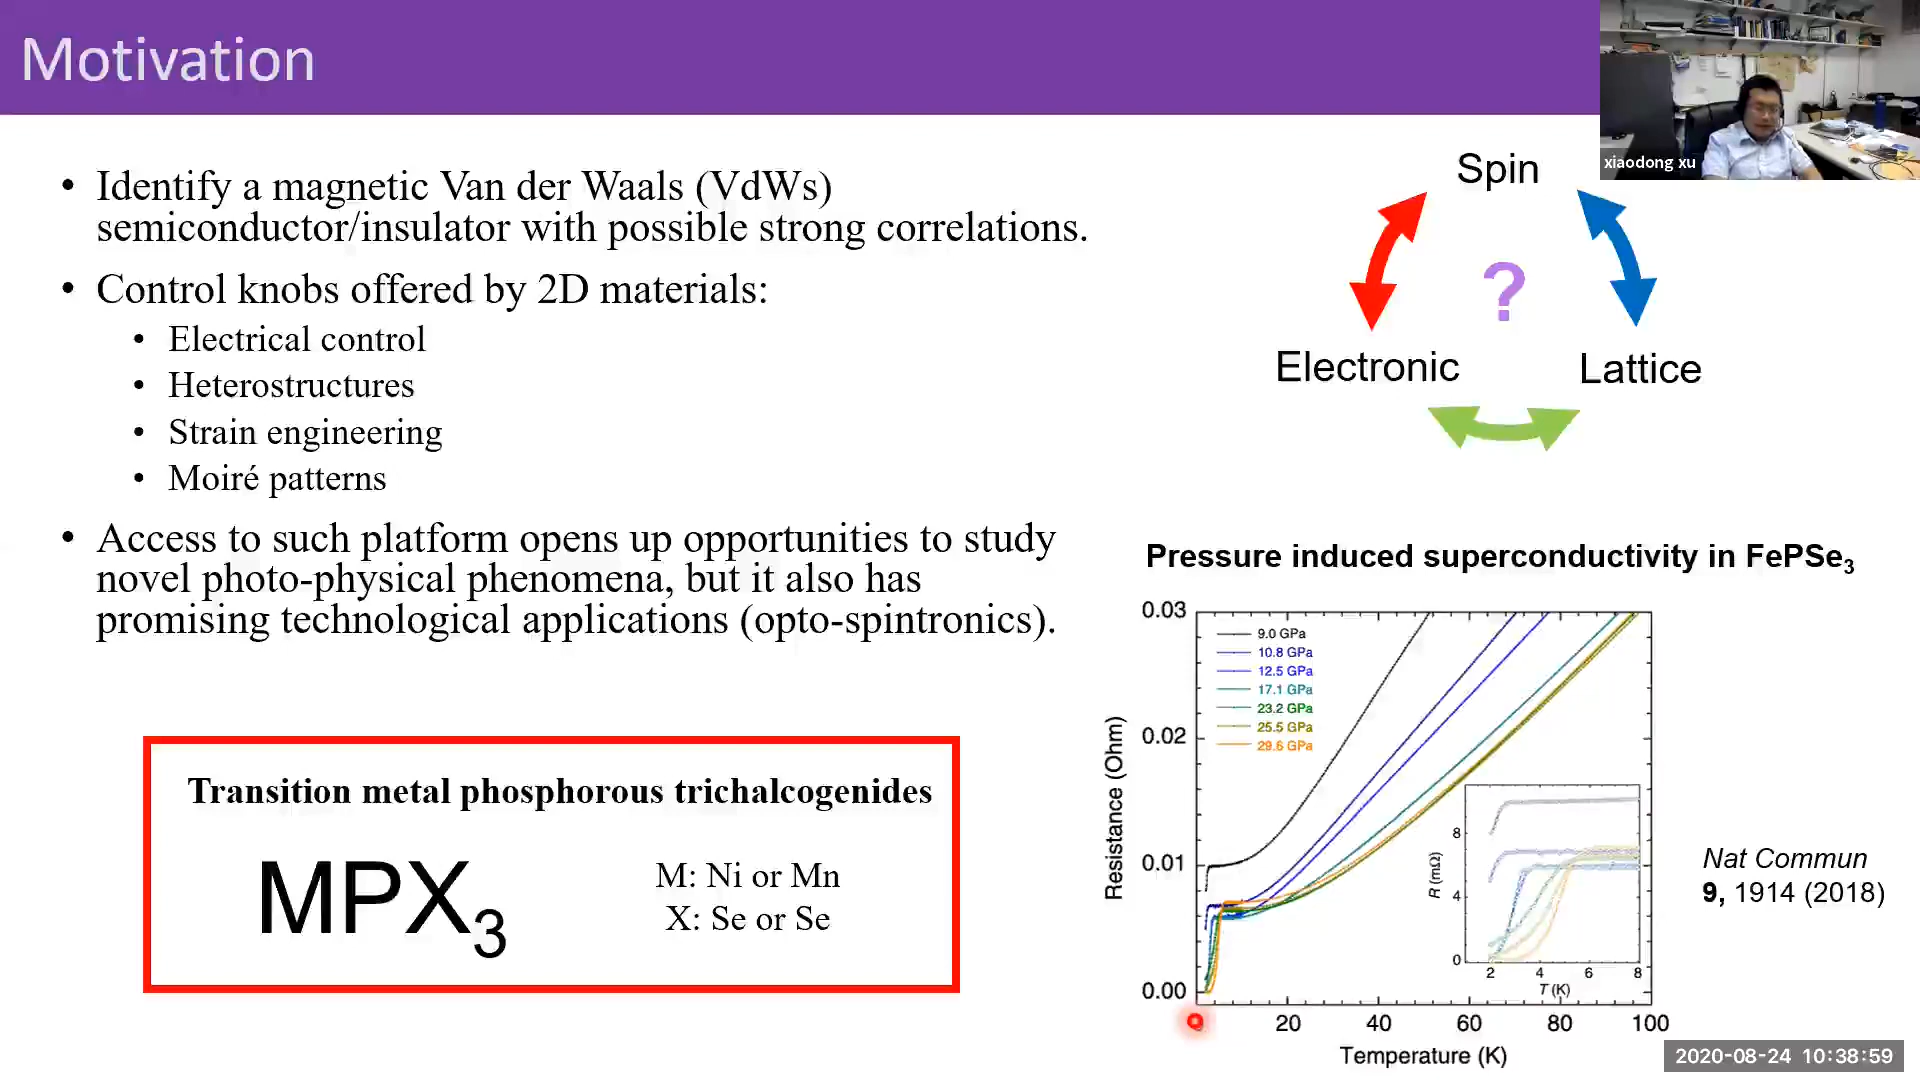 Motivation
xiaodong xu
• Identify a magnetic Van der Waals (VdWs)
semiconductor/insulator with possible strong correlations.
• Control knobs offered by 2D materials:
• Electrical control
• Heterostructures
• Strain engineering
• Moiré patterns
• Access to such platform opens up opportunities to study
novel photo-physical phenomena, but it also has
promising technological applications (opto-spintronics).
Transition metal phosphorous trichalcogenides
MPX3
M: Ni or Mn
X: Se or Se
Spin
?
Electronic
Lattice
Pressure induced superconductivity in FePSe3
0.03
0.02
0.01
0.00
Resistance (Ohm)
9.0 GPa
10.8 GPa
12.5 GPa
17.1 GPa
23.2 GPa
25.5 GPa
29.6 GPa
8
4
0
R (mΩ)
2 4 6 8
T (K)
20 40 60 80 100
Temperature (K)
Nat Commun
9, 1914 (2018)
2020-08-24 10:38:59